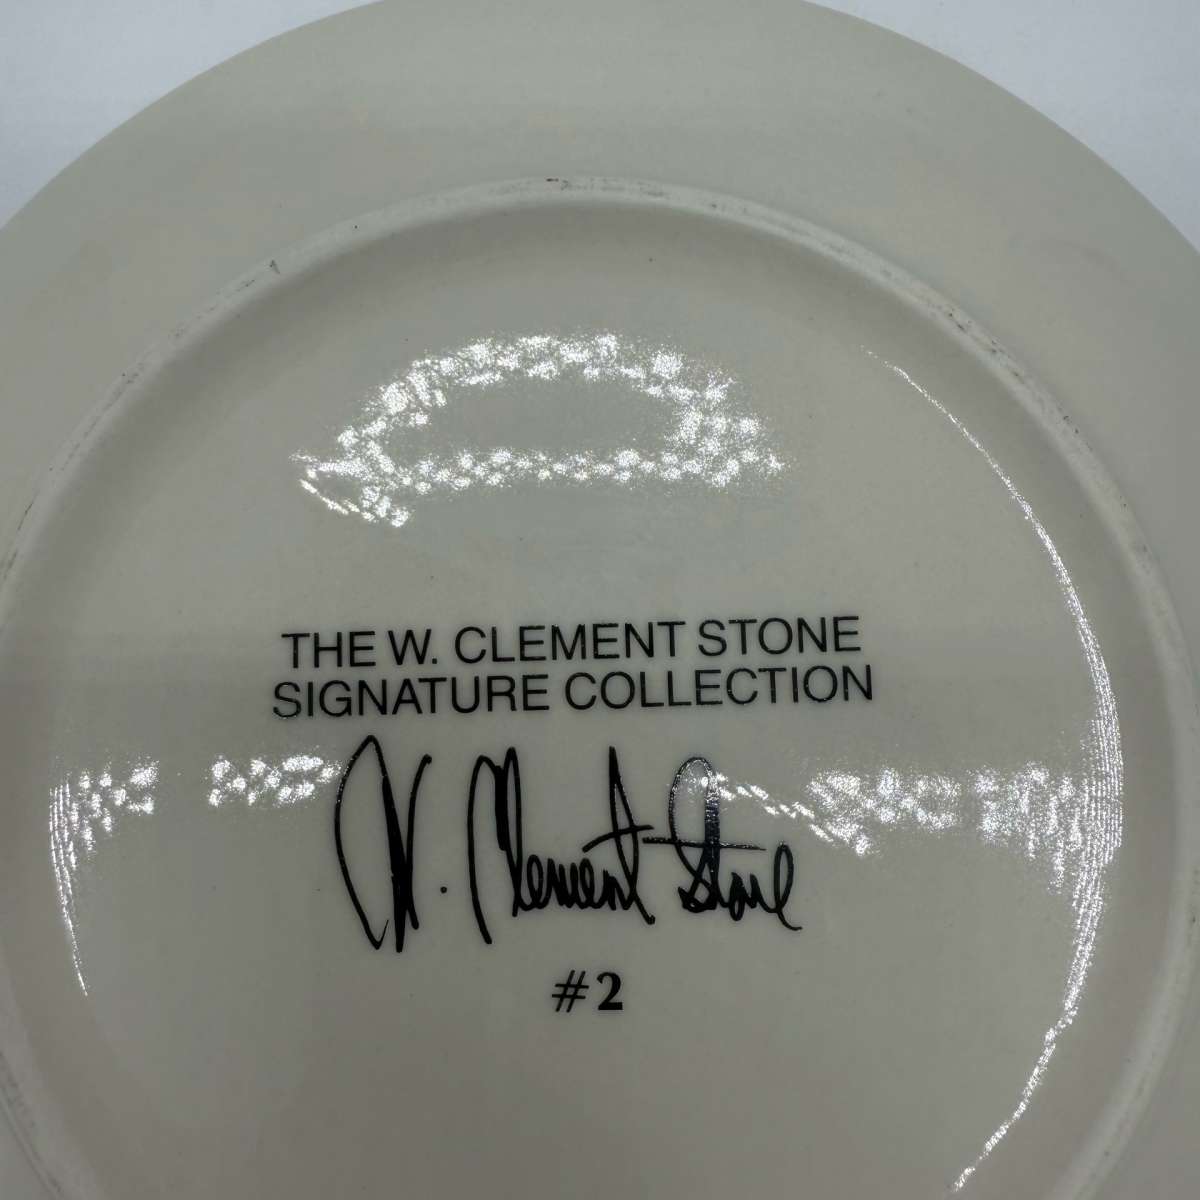 THE W. CLEMENT STONE
SIGNATURE COLLECTION
W. Clement Stone
#2